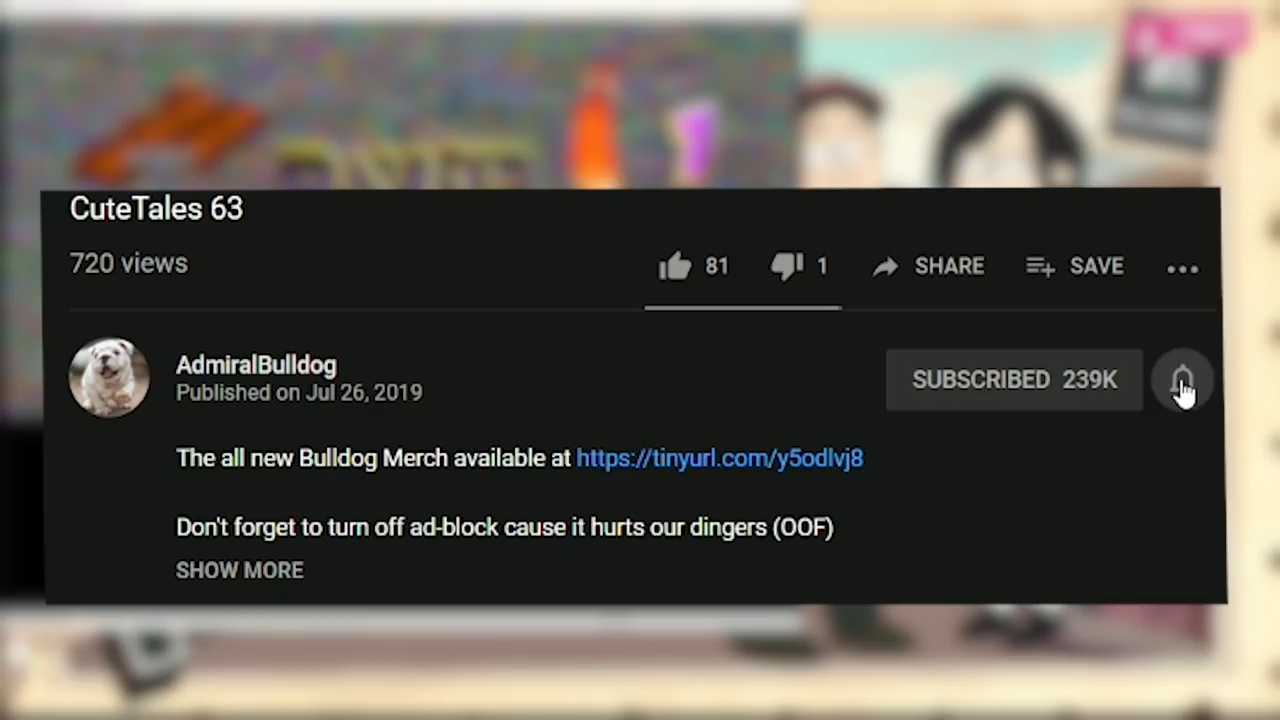 CuteTales 63
720 views
81 1 SHARE SAVE
AdmiralBulldog
Published on Jul 26, 2019
SUBSCRIBED 239K
The all new Bulldog Merch available at https://tinyurl.com/y5odlvj8
Don't forget to turn off ad-block cause it hurts our dingers (OOF)
SHOW MORE